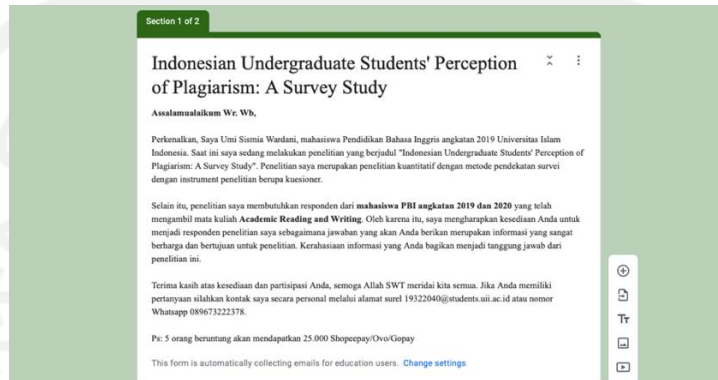 Section 1 of 2
Indonesian Undergraduate Students' Perception
of Plagiarism: A Survey Study
Assalamualaikum Wr. Wb,
Perkenalkan, Saya Umi Sismia Wardani, mahasiswa Pendidikan Bahasa Inggris angkatan 2019 Universitas Islam
Indonesia. Saat ini saya sedang melakukan penelitian yang berjudul "Indonesian Undergraduate Students' Perception of
Plagiarism: A Survey Study". Penelitian saya merupakan penelitian kuantitatif dengan metode pendekatan survei
dengan instrument penelitian berupa kuesioner.
Selain itu, penelitian saya membutuhkan responden dari mahasiswa PBI angkatan 2019 dan 2020 yang telah
mengambil mata kuliah Academic Reading and Writing. Oleh karena itu, saya mengharapkan kesediaan Anda untuk
menjadi responden penelitian saya sebagaimana jawaban yang akan Anda berikan merupakan informasi yang sangat
berharga dan bertujuan untuk penelitian. Kerahasiaan informasi yang Anda bagikan menjadi tanggung jawab dari
penelitian ini.
Terima kasih atas kesediaan dan partisipasi Anda, semoga Allah SWT meridai kita semua. Jika Anda memiliki
pertanyaan silahkan kontak saya secara personal melalui alamat surel 19322040@students.uii.ac.id atau nomor
Whatsapp 089673222378.
Ps: 5 orang beruntung akan mendapatkan 25.000 Shopeepay/Ovo/Gopay
This form is automatically collecting emails for education users. Change settings
Tт